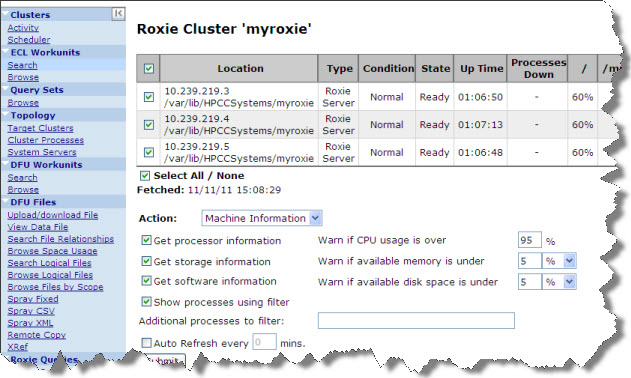 Clusters
Activity
Scheduler
ECL Workunits
Search
Browse
Query Sets
Browse
Topology
Target Clusters
Cluster Processes
System Servers
DFU Workunits
Search
Browse
DFU Files
Upload/download File
View Data File
Search File Relationships
Browse Space Usage
Search Logical Files
Browse Logical Files
Browse Files by Scope
Spray Fixed
Spray CSV
Spray XML
Remote Copy
XRef
Roxie Queries
Roxie Cluster 'myroxie'
Location Type Condition State Up Time Processes Down /
10.239.219.3 /var/lib/HPCCSystems/myroxie Roxie Server Normal Ready 01:06:50 - 60%
10.239.219.4 /var/lib/HPCCSystems/myroxie Roxie Server Normal Ready 01:07:13 - 60%
10.239.219.5 /var/lib/HPCCSystems/myroxie Roxie Server Normal Ready 01:06:48 - 60%
Select All / None
Fetched: 11/11/11 15:08:29
Action: Machine Information
Get processor information Warn if CPU usage is over 95 %
Get storage information Warn if available memory is under 5 %
Get software information Warn if available disk space is under 5 %
Show processes using filter
Additional processes to filter:
Auto Refresh every 0 mins.